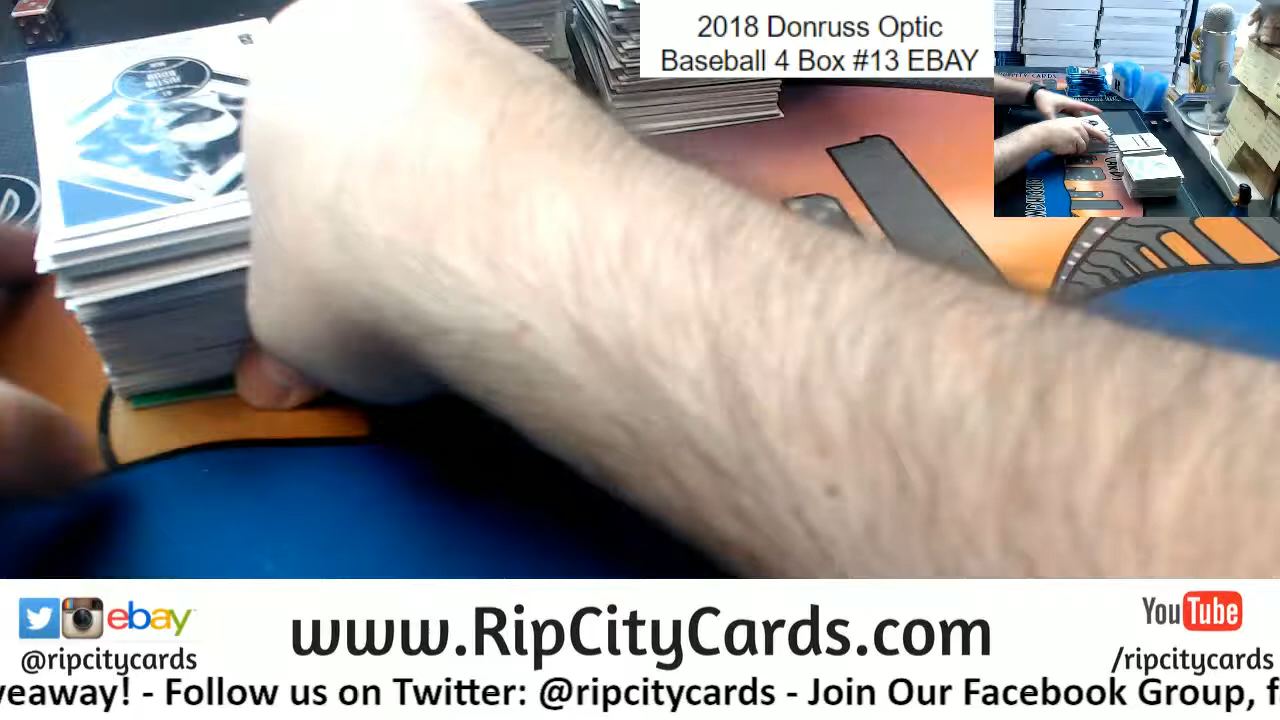 2018 Donruss Optic
Baseball 4 Box #13 EBAY
ebay
@ripcitycards
www.RipCityCards.com
YouTube
/ripcitycards
veaway! - Follow us on Twitter: @ripcitycards - Join Our Facebook Group, f